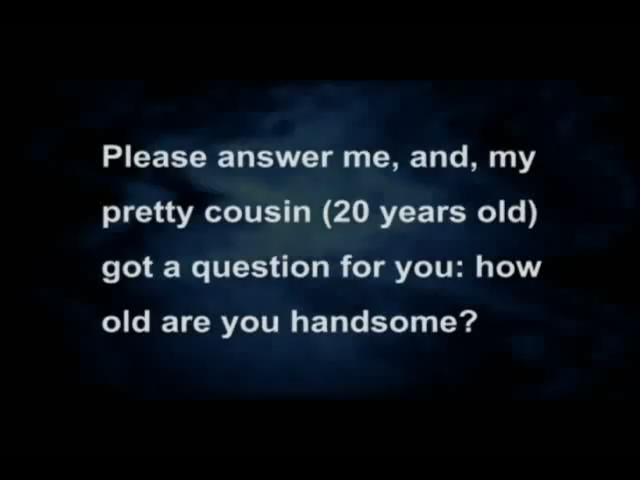 Please answer me, and, my
pretty cousin (20 years old)
got a question for you: how
old are you handsome?